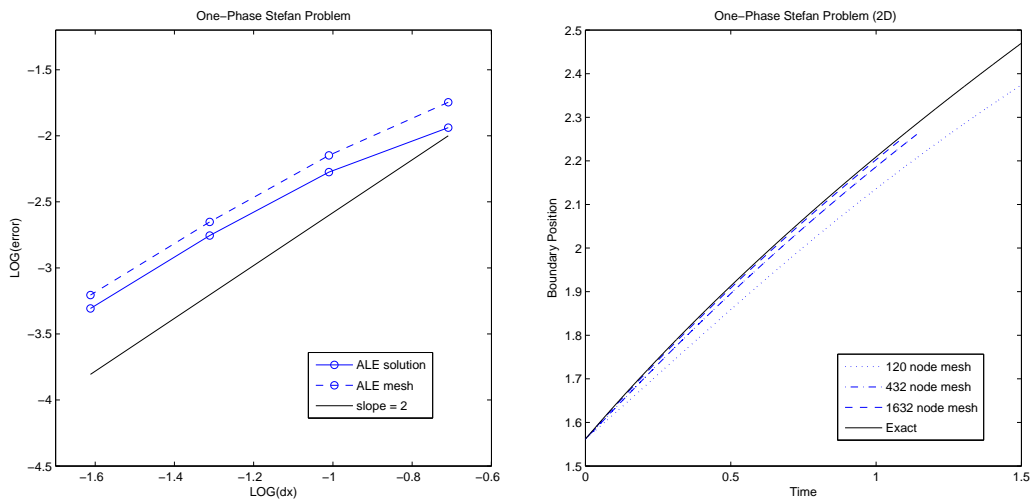 One−Phase Stefan Problem
−1.5
−2
−2.5
−3
−3.5
−4
−4.5
LOG(error)
−1.6
−1.4
−1.2
−1
−0.8
−0.6
LOG(dx)
ALE solution
ALE mesh
slope = 2
One−Phase Stefan Problem (2D)
2.5
2.4
2.3
2.2
2.1
2
1.9
1.8
1.7
1.6
1.5
Boundary Position
0
0.5
1
1.5
Time
120 node mesh
432 node mesh
1632 node mesh
Exact